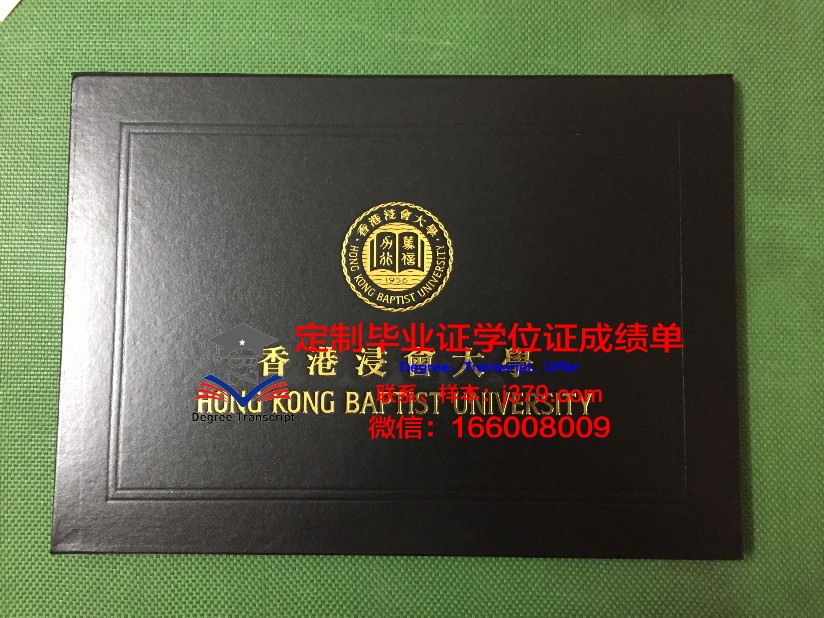 ·香港浸會大學·
HONG KONG BAPTIST UNIVERSITY
篤信
力行
1956
定制毕业证学位证成绩单
香港浸會大學
Degree、Transcript、Offer
联系、样本：j379.com
HONG KONG BAPTIST UNIVERSITY
Degree Transcript
微信：166008009